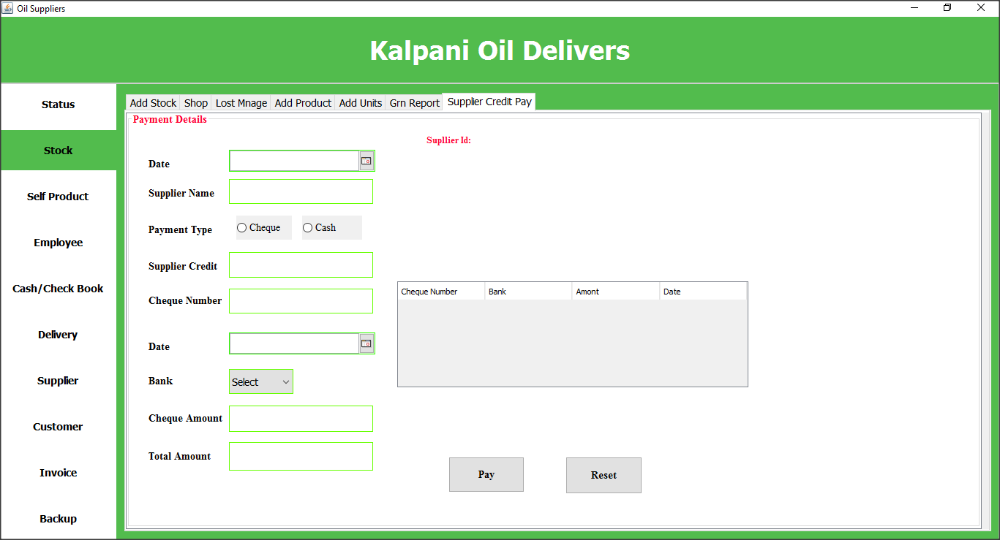 Oil Suppliers
Kalpani Oil Delivers
Status
Stock
Self Product
Employee
Cash/Check Book
Delivery
Supplier
Customer
Invoice
Backup
Add Stock Shop Lost Mnage Add Product Add Units Grn Report Supplier Credit Pay
Payment Details
Supllier Id:
Date
Supplier Name
Payment Type Cheque Cash
Supplier Credit
Cheque Number
Date
Bank Select
Cheque Amount
Total Amount
Cheque Number Bank Amont Date
Pay Reset